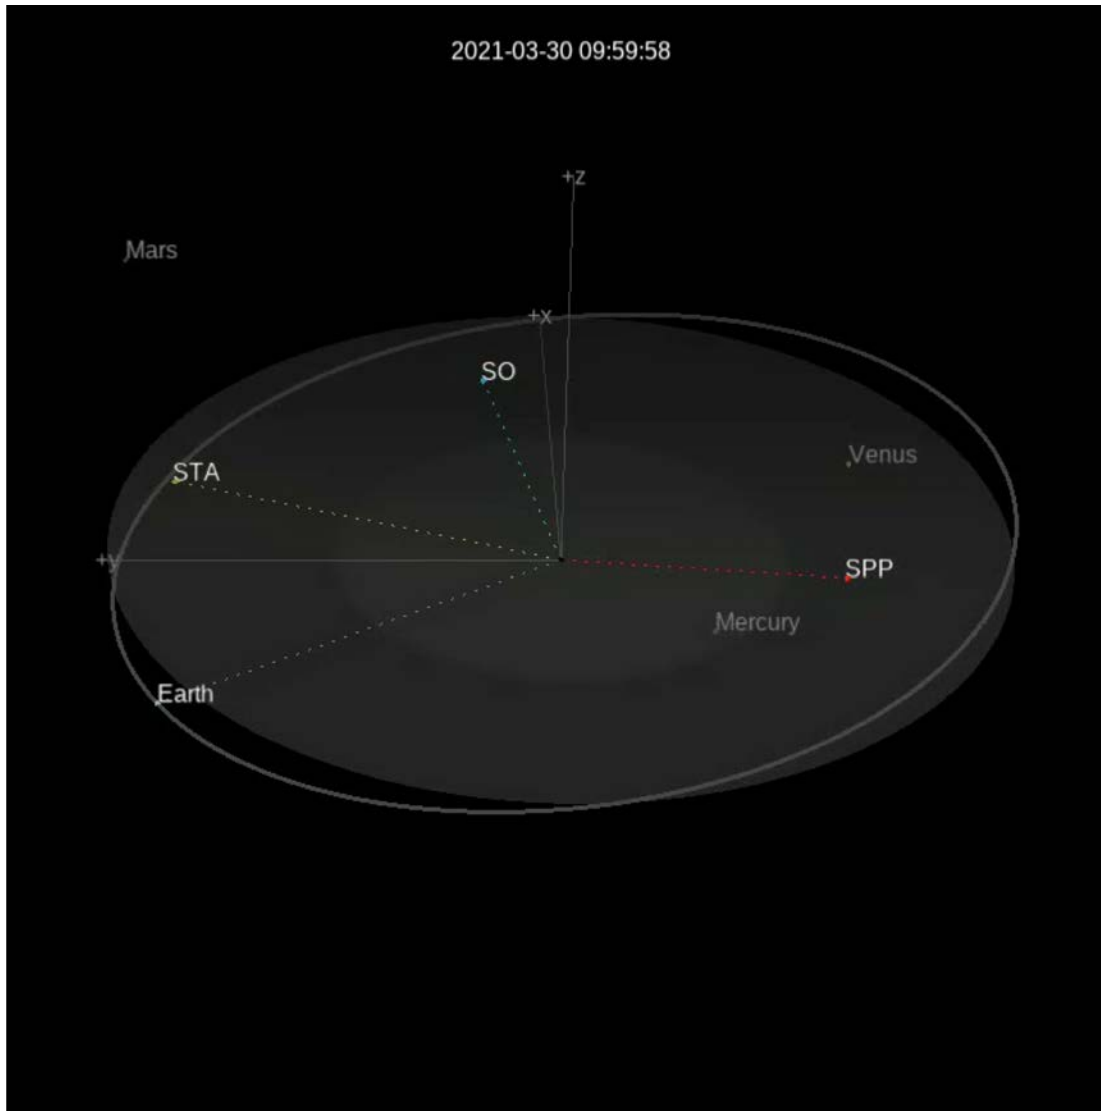 2021-03-30 09:59:58
+z
Mars
+x
SO
Venus
STA
+y
SPP
Mercury
Earth